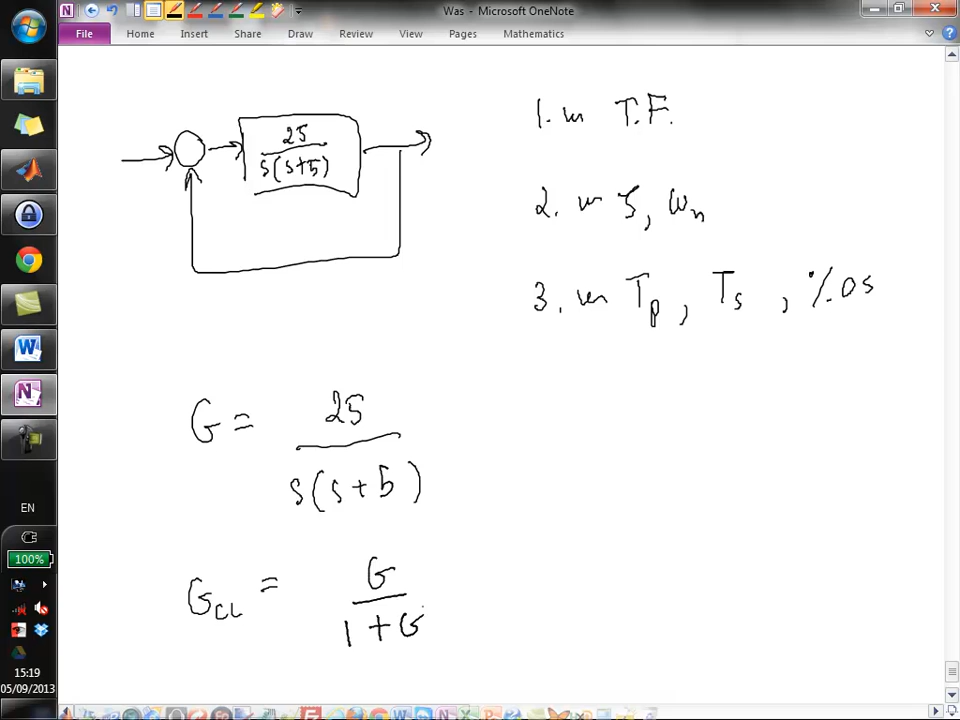 Was - Microsoft OneNote
File Home Insert Share Draw Review View Pages Mathematics
25
s(s+5)
1. T.F.
2. ζ, ωn
3. Tp, Ts, %OS
G = 25
s(s+5)
GCL = G
1+G
EN
100%
15:19
05/09/2013